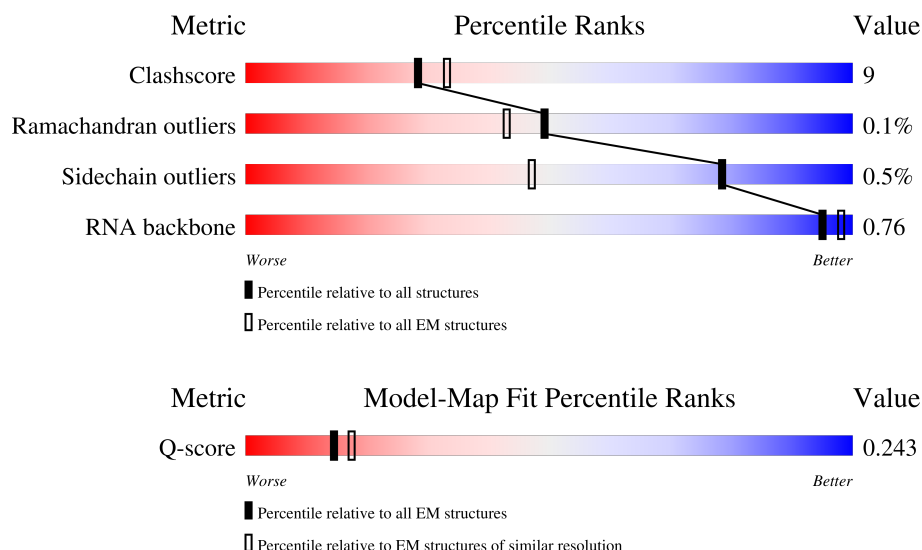 Metric Percentile Ranks Value
Clashscore 9
Ramachandran outliers 0.1%
Sidechain outliers 0.5%
RNA backbone 0.76
Worse Better
Percentile relative to all structures
Percentile relative to all EM structures
Metric Model-Map Fit Percentile Ranks Value
Q-score 0.243
Worse Better
Percentile relative to all EM structures
Percentile relative to EM structures of similar resolution